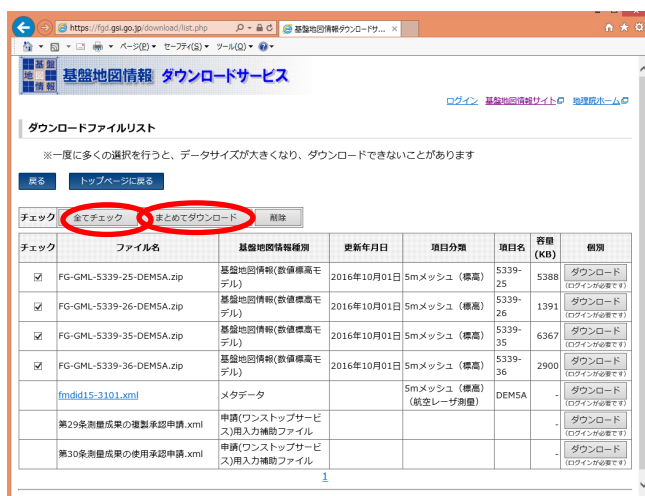 https://fgd.gsi.go.jp/download/list.php
基盤地図情報ダウンロードサ...
ページ(P) セーフティ(S) ツール(O)
基盤地図情報
基盤地図情報 ダウンロードサービス
ログイン 基盤地図情報サイト 地理院ホーム
ダウンロードファイルリスト
※一度に多くの選択を行うと、データサイズが大きくなり、ダウンロードできないことがあります
戻る トップページに戻る
チェック 全てチェック まとめてダウンロード 削除
チェック ファイル名 基盤地図情報種別 更新年月日 項目分類 項目名 容量(KB) 個別
FG-GML-5339-25-DEM5A.zip 基盤地図情報(数値標高モデル) 2016年10月01日 5mメッシュ（標高） 5339-25 5388 ダウンロード (ログインが必要です)
FG-GML-5339-26-DEM5A.zip 基盤地図情報(数値標高モデル) 2016年10月01日 5mメッシュ（標高） 5339-26 1391 ダウンロード (ログインが必要です)
FG-GML-5339-35-DEM5A.zip 基盤地図情報(数値標高モデル) 2016年10月01日 5mメッシュ（標高） 5339-35 6367 ダウンロード (ログインが必要です)
FG-GML-5339-36-DEM5A.zip 基盤地図情報(数値標高モデル) 2016年10月01日 5mメッシュ（標高） 5339-36 2900 ダウンロード (ログインが必要です)
fmdid15-3101.xml メタデータ 5mメッシュ（標高）（航空レーザ測量） DEM5A - ダウンロード (ログインが必要です)
第29条測量成果の複製承認申請.xml 申請(ワンストップサービス)用入力補助ファイル - ダウンロード (ログインが必要です)
第30条測量成果の使用承認申請.xml 申請(ワンストップサービス)用入力補助ファイル - ダウンロード (ログインが必要です)
1